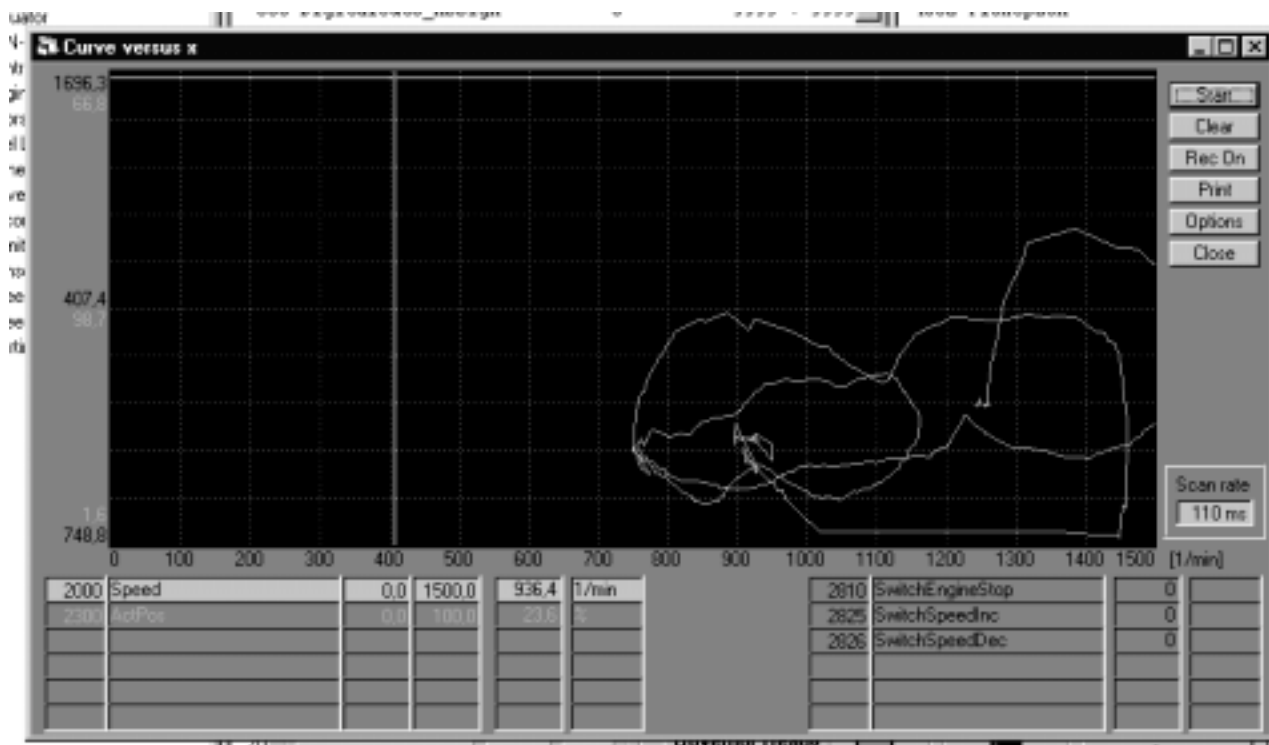 uator
Curve versus x
1696,3
66,8
Start
Clear
Rec On
Print
Options
Close
407,4
98,7
Scan rate
110 ms
1,6
748,8
0 100 200 300 400 500 600 700 800 900 1000 1100 1200 1300 1400 1500 [1/min]
2000 Speed 0,0 1500,0 936,4 1/min
2300 ActPos 0,0 100,0 23,6 %
2810 SwitchEngineStop 0
2825 SwitchSpeedInc 0
2826 SwitchSpeedDec 0